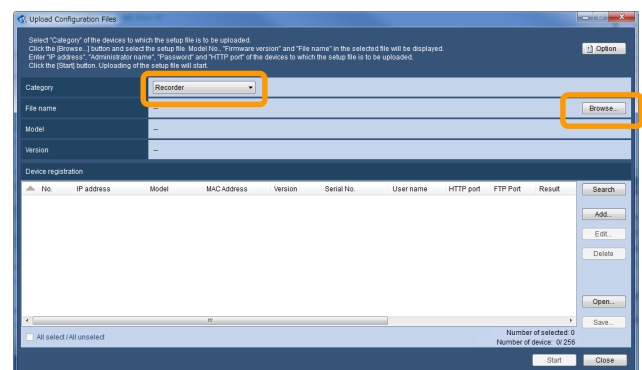 Upload Configuration Files
Select "Category" of the devices to which the setup file is to be uploaded.
Click the [Browse...] button and select the setup file. Model No., "Firmware version" and "File name" in the selected file will be displayed.
Enter "IP address", "Administrator name", "Password" and "HTTP port" of the devices to which the setup file is to be uploaded.
Click the [Start] button. Uploading of the setup file will start.
Option
Category Recorder
File name -- Browse...
Model --
Version --
Device registration
No. IP address Model MAC Address Version Serial No. User name HTTP port FTP Port Result Search
Add...
Edit...
Delete
Open...
Save...
All select / All unselect
Number of selected: 0
Number of device: 0/ 256
Start Close